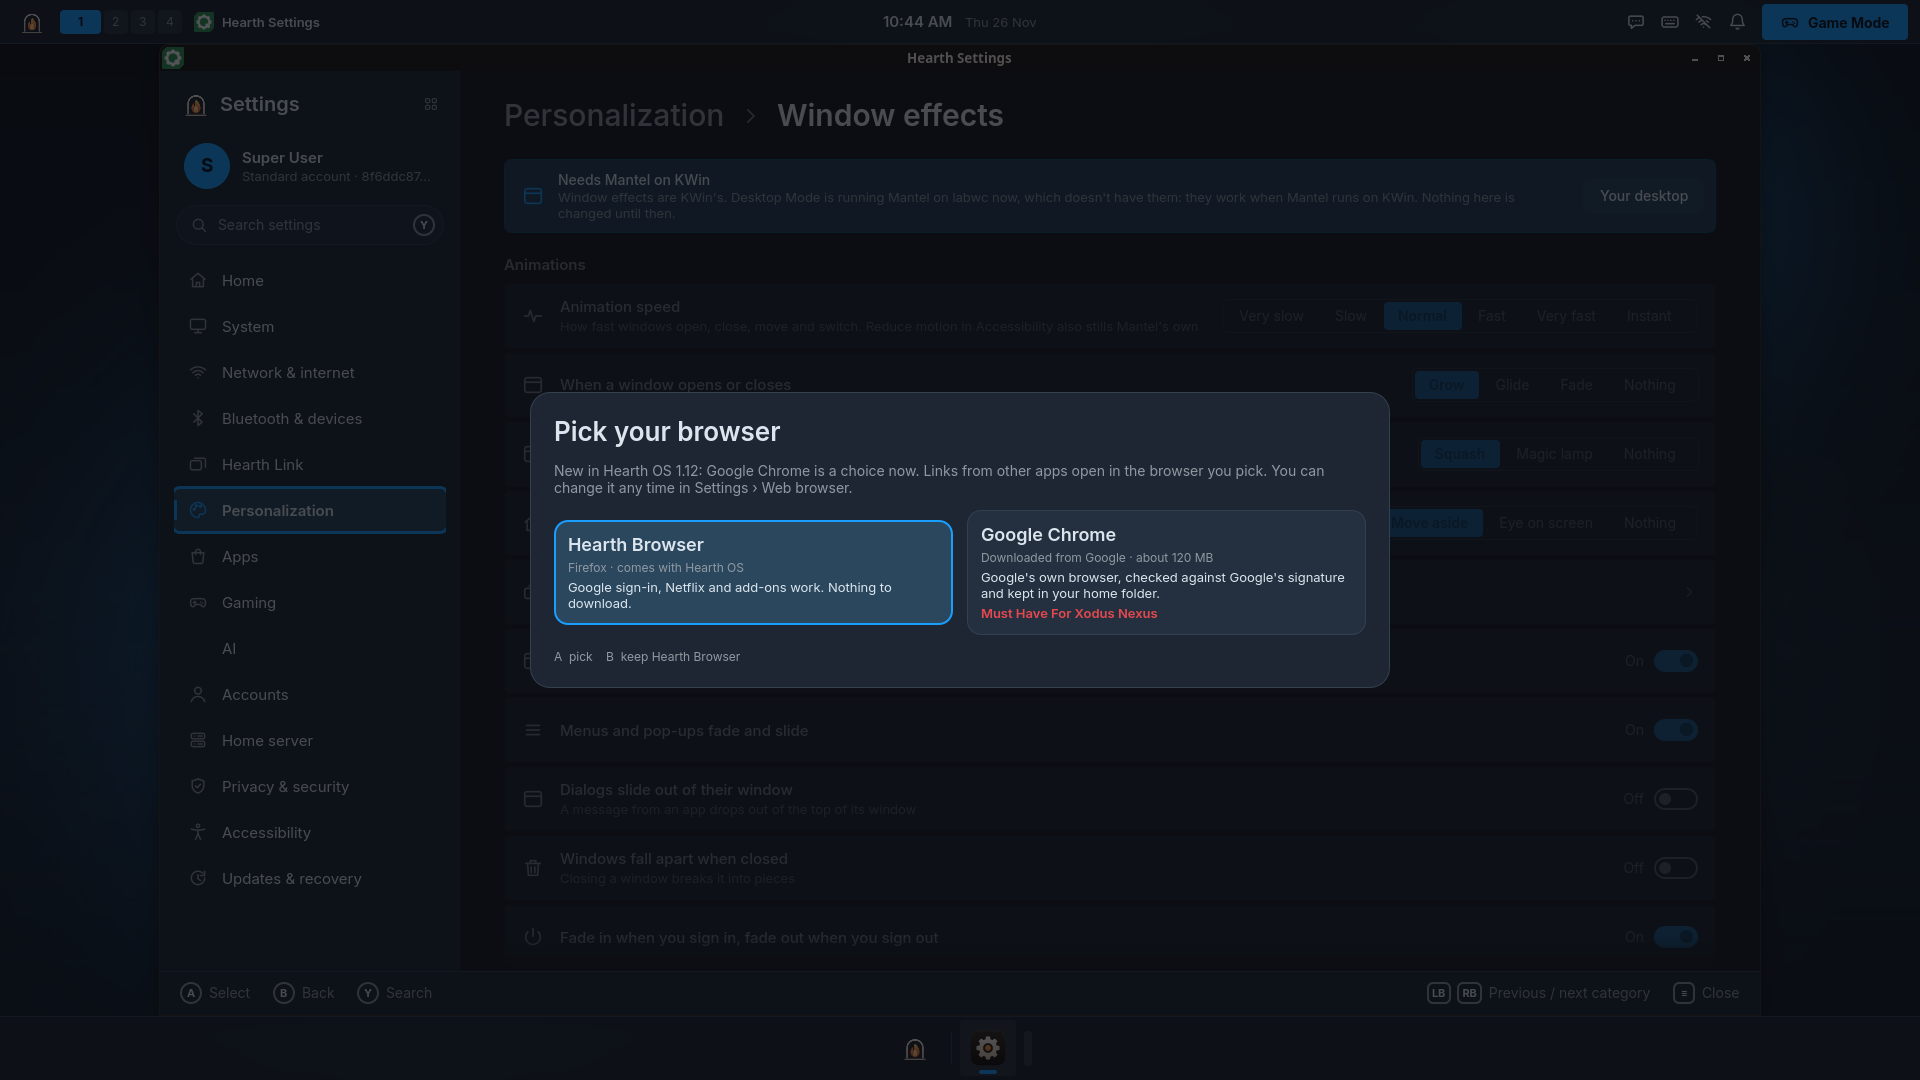 1 2 3 4 Hearth Settings 10:44 AM Thu 26 Nov Game Mode
Hearth Settings
Settings
S Super User
Standard account · 8f6ddc87...
Search settings Y
Home
System
Network & internet
Bluetooth & devices
Hearth Link
Personalization
Apps
Gaming
AI
Accounts
Home server
Privacy & security
Accessibility
Updates & recovery
Personalization > Window effects
Needs Mantel on KWin
Window effects are KWin's. Desktop Mode is running Mantel on labwc now, which doesn't have them: they work when Mantel runs on KWin. Nothing here is
changed until then.
Your desktop
Animations
Animation speed
How fast windows open, close, move and switch. Reduce motion in Accessibility also stills Mantel's own
Very slow Slow Normal Fast Very fast Instant
When a window opens or closes
Grow Glide Fade Nothing
Squash Magic lamp Nothing
Move aside Eye on screen Nothing
On
Pick your browser
New in Hearth OS 1.12: Google Chrome is a choice now. Links from other apps open in the browser you pick. You can
change it any time in Settings › Web browser.
Hearth Browser
Firefox · comes with Hearth OS
Google sign-in, Netflix and add-ons work. Nothing to
download.
Google Chrome
Downloaded from Google · about 120 MB
Google's own browser, checked against Google's signature
and kept in your home folder.
Must Have For Xodus Nexus
A pick B keep Hearth Browser
Menus and pop-ups fade and slide On
Dialogs slide out of their window
A message from an app drops out of the top of its window
Off
Windows fall apart when closed
Closing a window breaks it into pieces
Off
Fade in when you sign in, fade out when you sign out On
A Select B Back Y Search LB RB Previous / next category ≡ Close